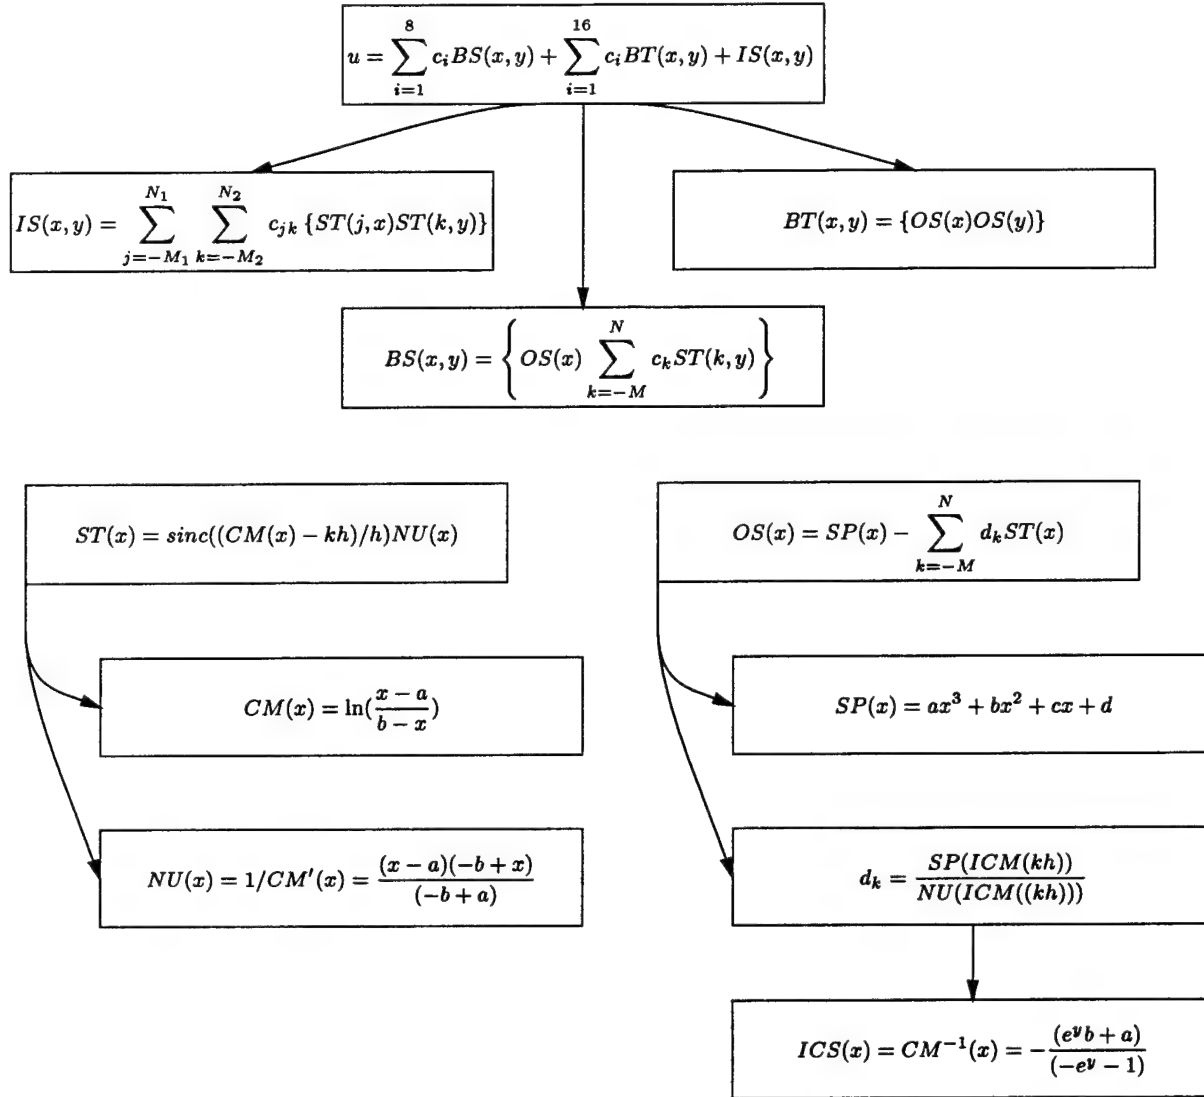 u = \sum_{i=1}^{8} c_i BS(x,y) + \sum_{i=1}^{16} c_i BT(x,y) + IS(x,y)
IS(x,y) = \sum_{j=-M_1}^{N_1} \sum_{k=-M_2}^{N_2} c_{jk} \{ST(j,x)ST(k,y)\}
BT(x,y) = \{OS(x)OS(y)\}
BS(x,y) = \left\{ OS(x) \sum_{k=-M}^{N} c_k ST(k,y) \right\}
ST(x) = sinc((CM(x) - kh)/h)NU(x)
OS(x) = SP(x) - \sum_{k=-M}^{N} d_k ST(x)
CM(x) = \ln(\frac{x-a}{b-x})
SP(x) = ax^3 + bx^2 + cx + d
NU(x) = 1/CM'(x) = \frac{(x-a)(-b+x)}{(-b+a)}
d_k = \frac{SP(ICM(kh))}{NU(ICM((kh)))}
ICS(x) = CM^{-1}(x) = -\frac{(e^y b + a)}{(-e^y - 1)}